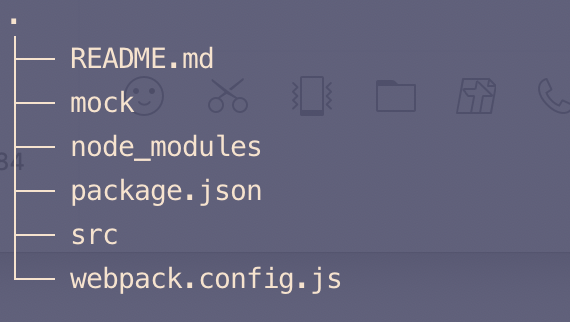 .
├── README.md
├── mock
├── node_modules
├── package.json
├── src
└── webpack.config.js